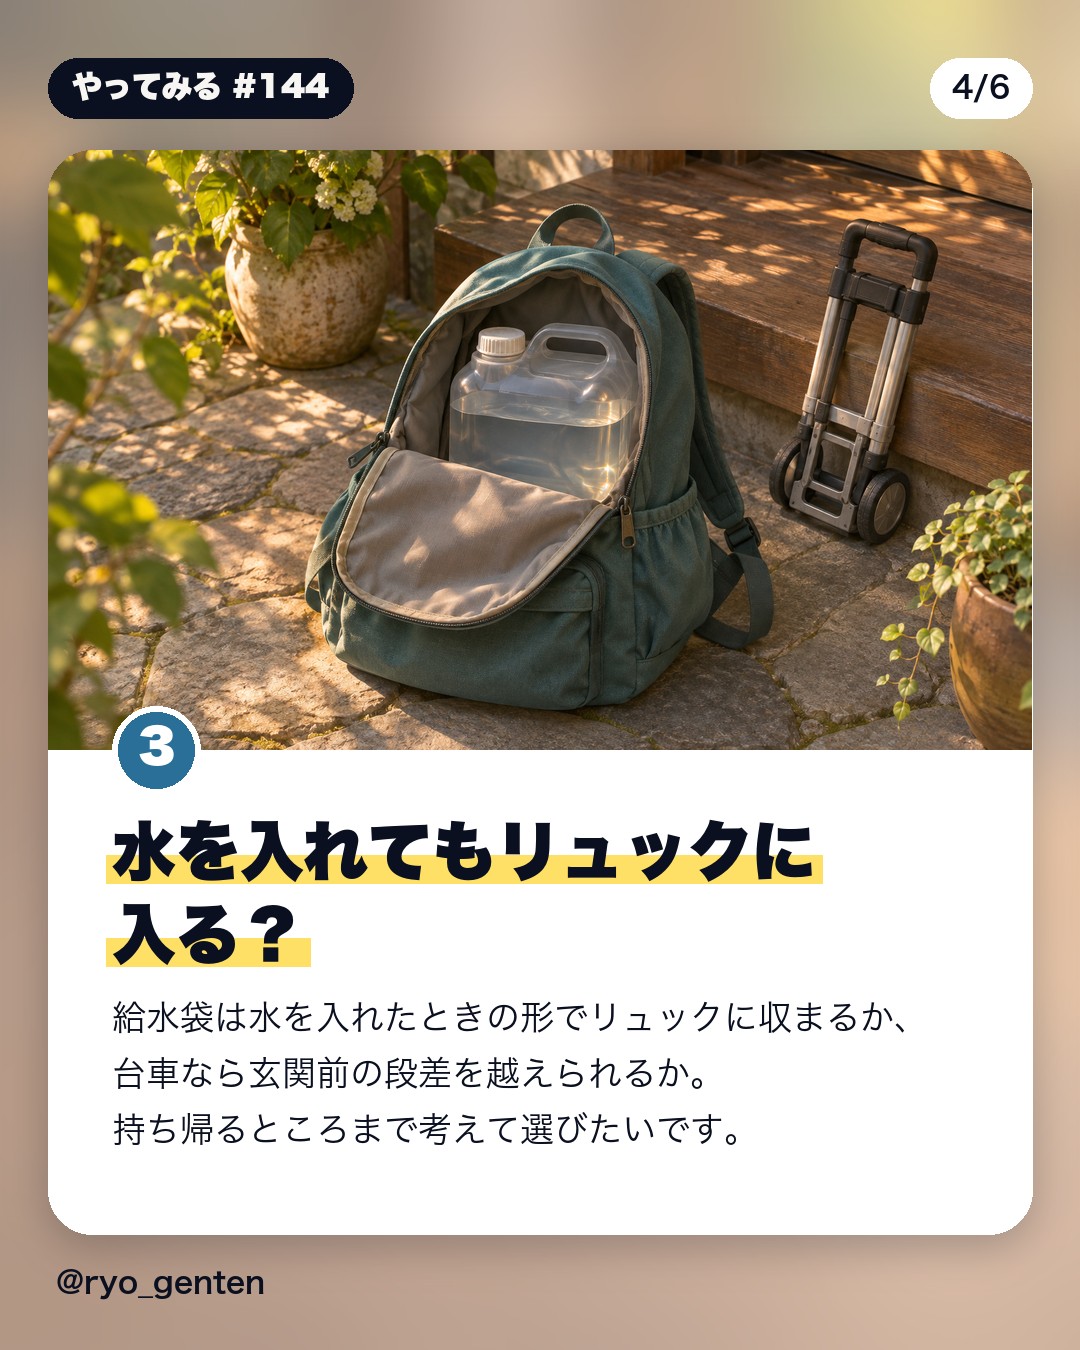 やってみる #144
4/6
3
水を入れてもリュックに
入る？
給水袋は水を入れたときの形でリュックに収まるか、
台車なら玄関前の段差を越えられるか。
持ち帰るところまで考えて選びたいです。
@ryo_genten